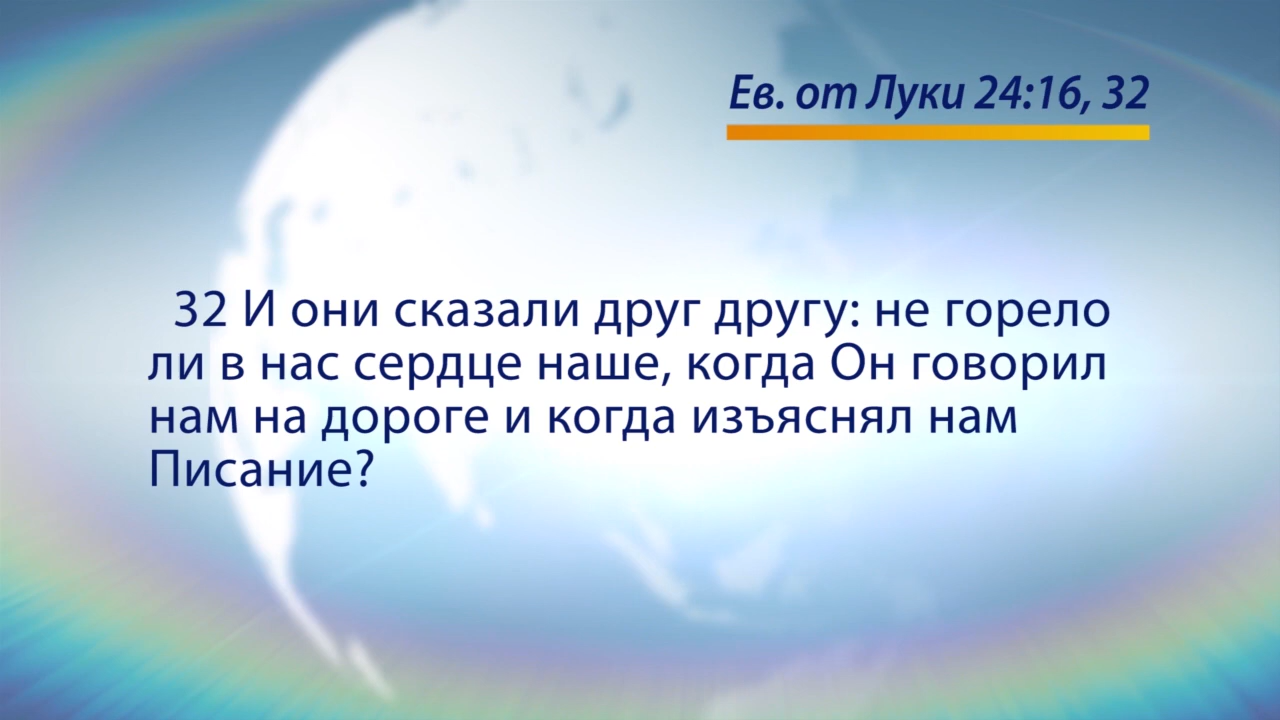 Ев. от Луки 24:16, 32
32 И они сказали друг другу: не горело
ли в нас сердце наше, когда Он говорил
нам на дороге и когда изъяснял нам
Писание?